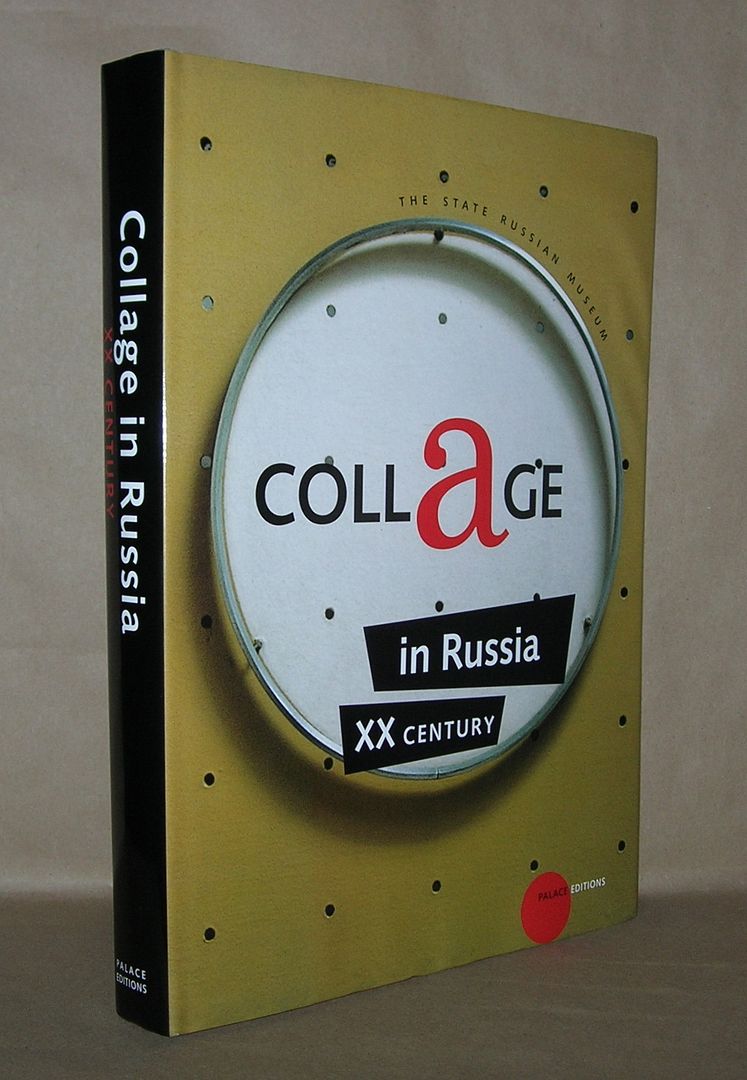 Collage in Russia
XX CENTURY
PALACE
EDITIONS
THE STATE RUSSIAN MUSEUM
COLLaGE
in Russia
XX CENTURY
PALACE EDITIONS